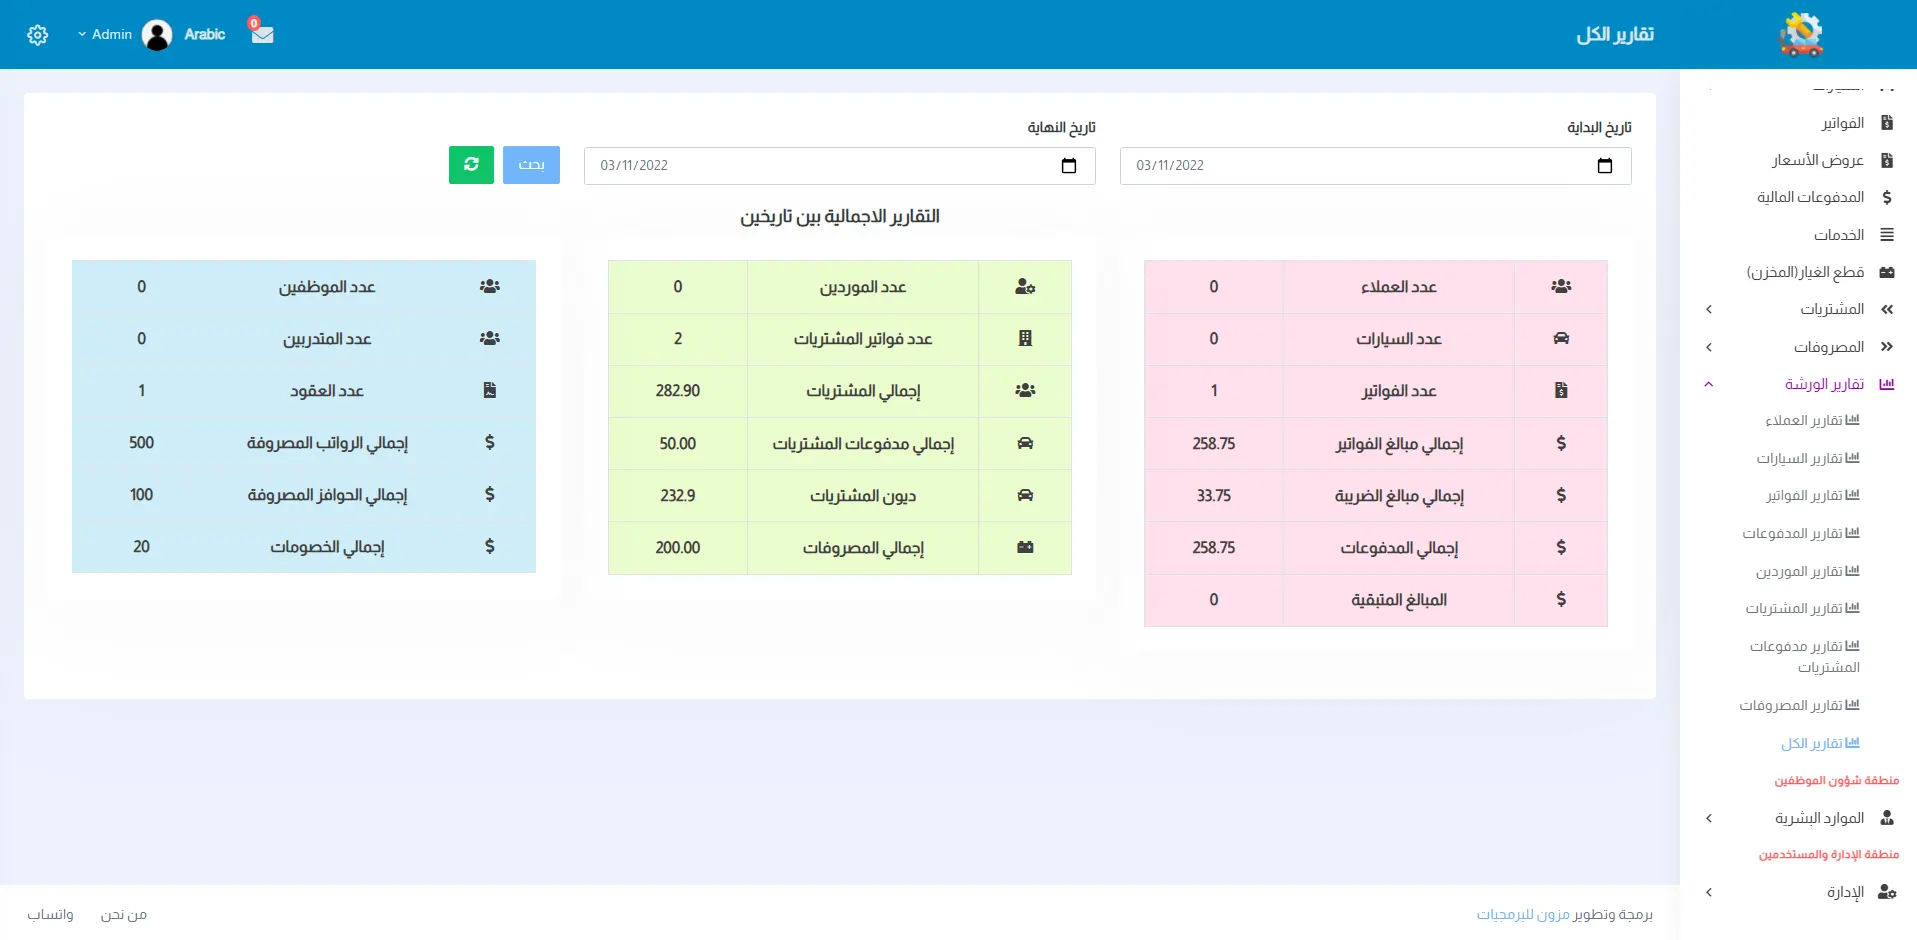 تقارير الكل
0
Arabic
Admin
الفواتير
عروض الأسعار
المدفوعات المالية
الخدمات
قطع الغيار(المخزن)
المشتريات
المصروفات
تقارير الورشة
تقارير العملاء
تقارير السيارات
تقارير الفواتير
تقارير المدفوعات
تقارير الموردين
تقارير المشتريات
تقارير مدفوعات
المشتريات
تقارير المصروفات
تقارير الكل
منطقة شؤون الموظفين
الموارد البشرية
منطقة الإدارة والمستخدمين
الإدارة
تاريخ البداية
03/11/2022
تاريخ النهاية
03/11/2022
بحث
التقارير الاجمالية بين تاريخين
عدد العملاء 0
عدد السيارات 0
عدد الفواتير 1
إجمالي مبالغ الفواتير 258.75
إجمالي مبالغ الضريبة 33.75
إجمالي المدفوعات 258.75
المبالغ المتبقية 0
عدد الموردين 0
عدد فواتير المشتريات 2
إجمالي المشتريات 282.90
إجمالي مدفوعات المشتريات 50.00
ديون المشتريات 232.9
إجمالي المصروفات 200.00
عدد الموظفين 0
عدد المتدربين 0
عدد العقود 1
إجمالي الرواتب المصروفة 500
إجمالي الحوافز المصروفة 100
إجمالي الخصومات 20
برمجة وتطوير مزون للبرمجيات
من نحن
واتساب